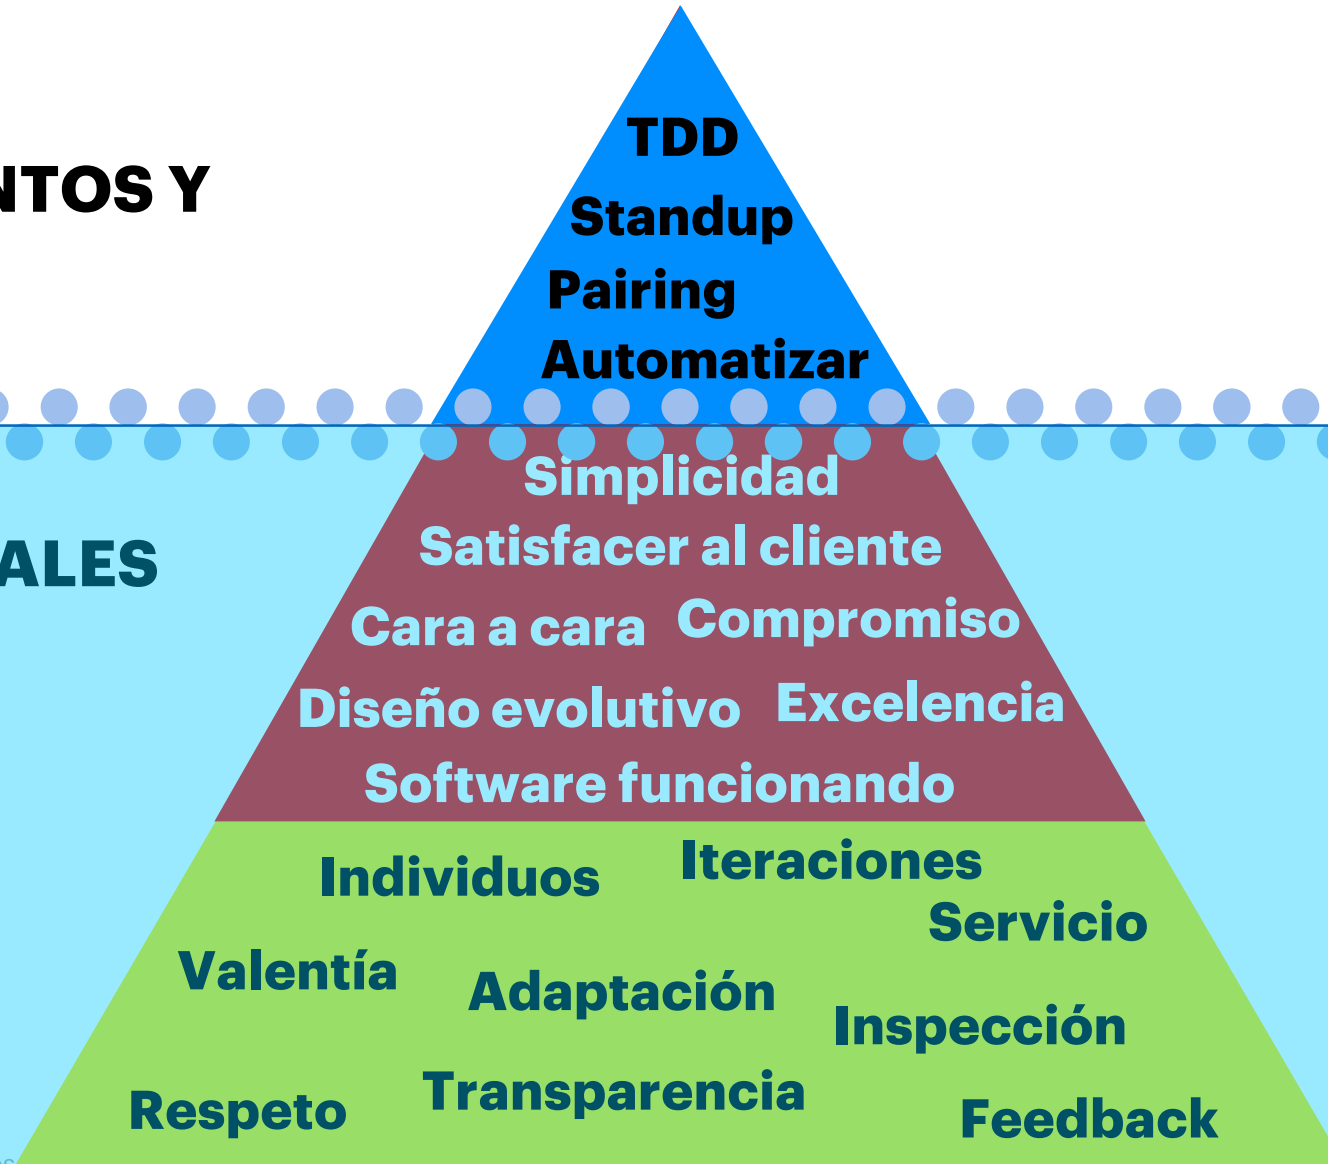 TDD
NTOS Y
Standup
Pairing
Automatizar
Simplicidad
Satisfacer al cliente
ALES
Cara a cara Compromiso
Diseño evolutivo Excelencia
Software funcionando
Individuos Iteraciones
Servicio
Valentía Adaptación
Inspección
Respeto Transparencia
Feedback